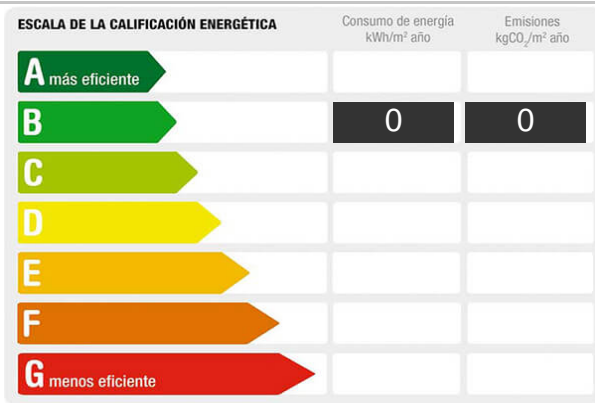 ESCALA DE LA CALIFICACIÓN ENERGÉTICA
Consumo de energía
kWh/m² año
Emisiones
kgCO₂/m² año
A más eficiente
B 0 0
C
D
E
F
G menos eficiente